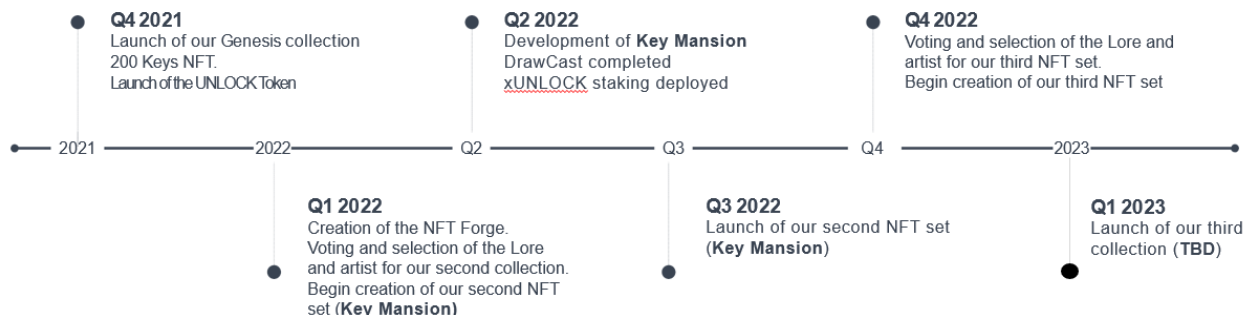 Q4 2021
Launch of our Genesis collection
200 Keys NFT.
Launch of the UNLOCK Token
Q2 2022
Development of Key Mansion
DrawCast completed
xUNLOCK staking deployed
Q4 2022
Voting and selection of the Lore and
artist for our third NFT set.
Begin creation of our third NFT set
2021
2022
Q2
Q3
Q4
2023
Q1 2022
Creation of the NFT Forge.
Voting and selection of the Lore
and artist for our second collection.
Begin creation of our second NFT
set (Key Mansion)
Q3 2022
Launch of our second NFT set
(Key Mansion)
Q1 2023
Launch of our third
collection (TBD)